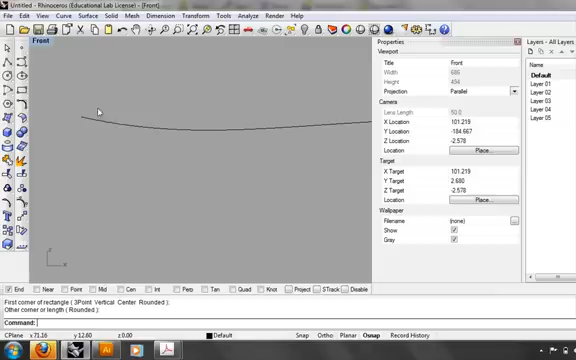 Untitled - Rhinoceros (Educational Lab License) - [Front]
File Edit View Curve Surface Solid Mesh Dimension Transform Tools Analyze Render Help
Front
Properties
Viewport
Title Front
Width 686
Height 494
Projection Parallel
Camera
Lens Length 50.0
X Location 101.219
Y Location -184.667
Z Location -2.578
Location Place...
Target
X Target 101.219
Y Target 2.680
Z Target -2.578
Location Place...
Wallpaper
Filename (none)
Show
Gray
Layers - All Layers
Name
Default
Layer 01
Layer 02
Layer 03
Layer 04
Layer 05
z
x
End Near Point Mid Cen Int Perp Tan Quad Knot Project STrack Disable
First corner of rectangle ( 3Point Vertical Center Rounded ):
Other corner or length ( Rounded ):
Command:
CPlane x 71.16 y 12.60 z 0.00 Default Snap Ortho Planar Osnap Record History
Ai